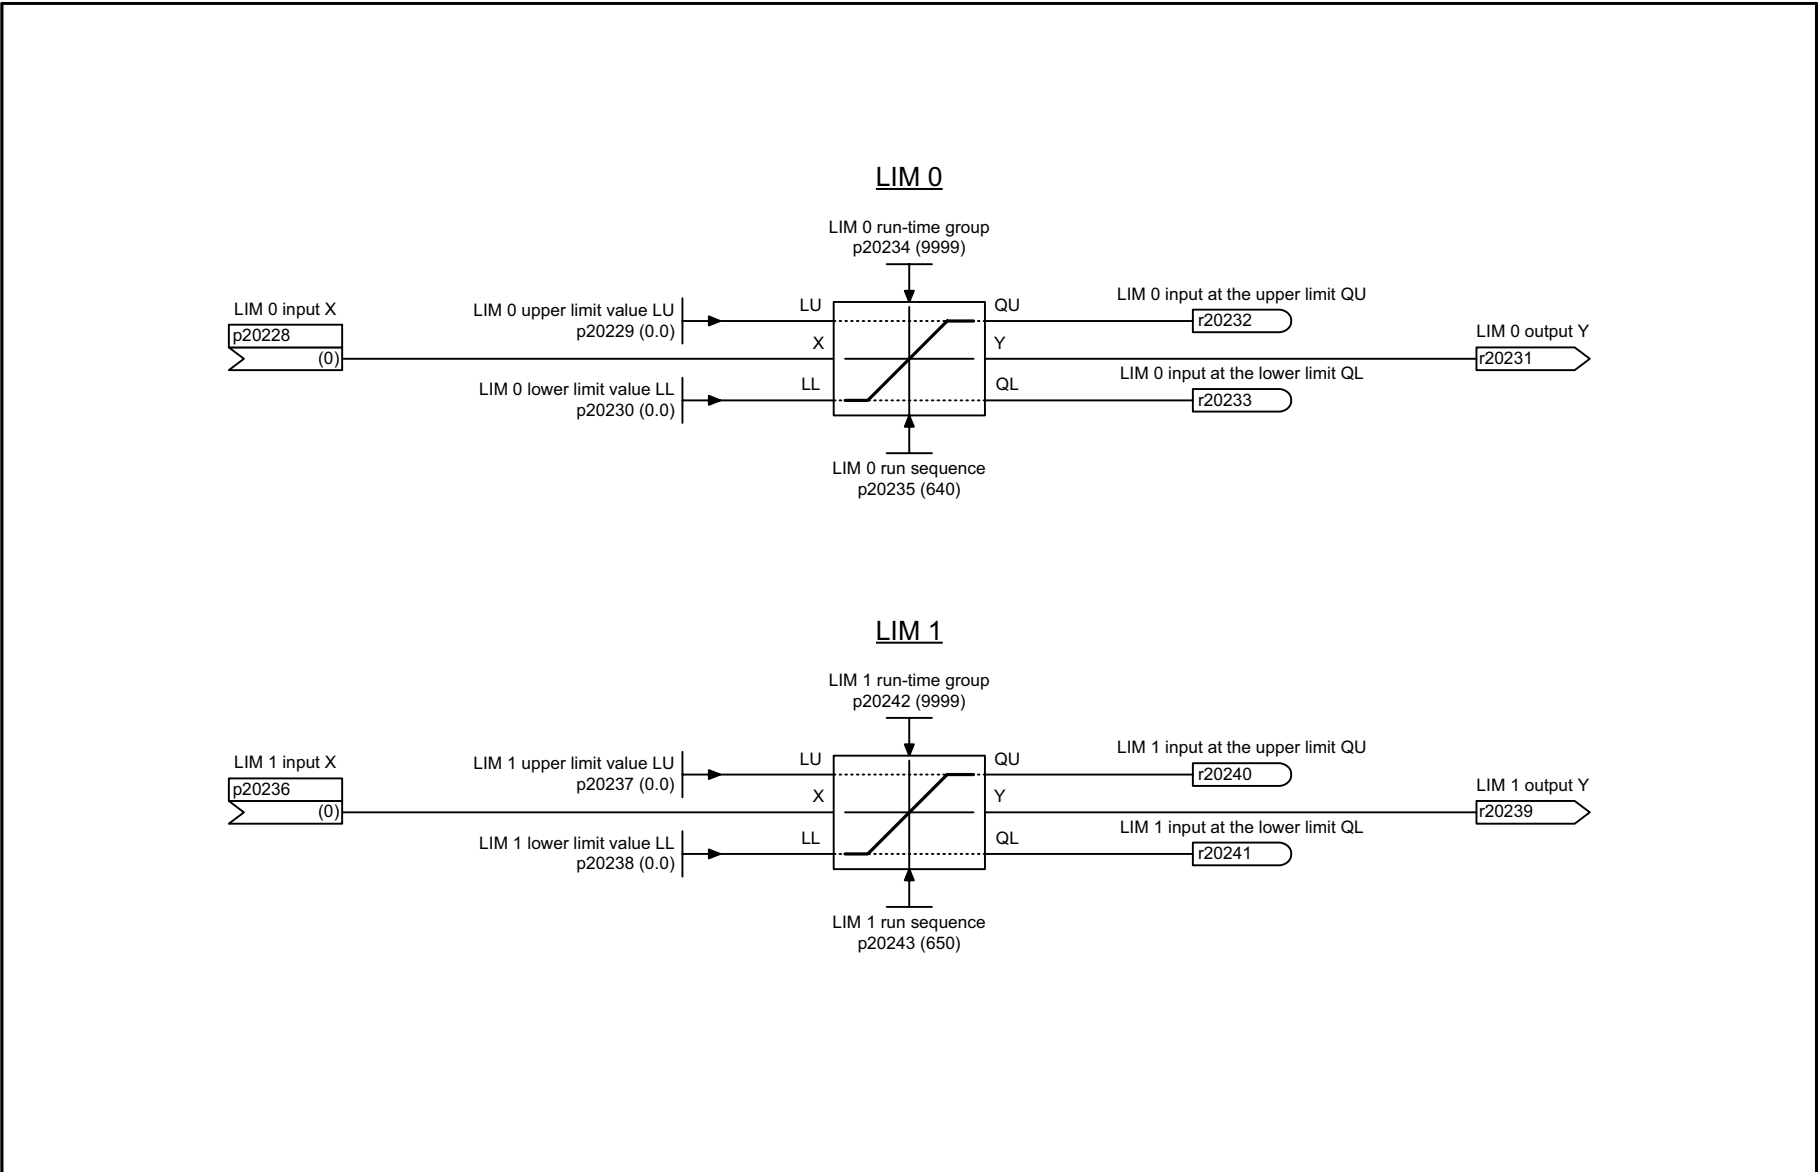 LIM 0
LIM 0 run-time group
p20234 (9999)
LIM 0 input X
p20228
(0)
LIM 0 upper limit value LU
p20229 (0.0)
LIM 0 lower limit value LL
p20230 (0.0)
LU
X
LL
QU
Y
QL
LIM 0 input at the upper limit QU
r20232
LIM 0 input at the lower limit QL
r20233
LIM 0 output Y
r20231
LIM 0 run sequence
p20235 (640)
LIM 1
LIM 1 run-time group
p20242 (9999)
LIM 1 input X
p20236
(0)
LIM 1 upper limit value LU
p20237 (0.0)
LIM 1 lower limit value LL
p20238 (0.0)
LU
X
LL
QU
Y
QL
LIM 1 input at the upper limit QU
r20240
LIM 1 input at the lower limit QL
r20241
LIM 1 output Y
r20239
LIM 1 run sequence
p20243 (650)